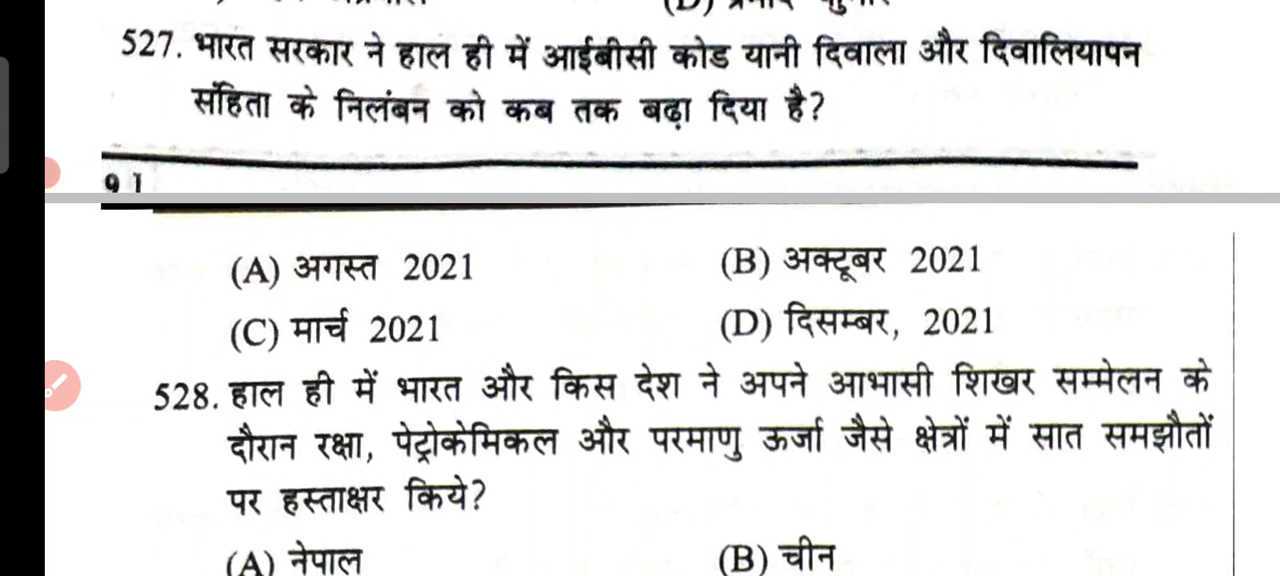 527. भारत सरकार ने हाल ही में आईबीसी कोड यानी दिवाला और दिवालियापन
संहिता के निलंबन को कब तक बढ़ा दिया है?
91
(A) अगस्त 2021 (B) अक्टूबर 2021
(C) मार्च 2021 (D) दिसम्बर, 2021
528. हाल ही में भारत और किस देश ने अपने आभासी शिखर सम्मेलन के
दौरान रक्षा, पेट्रोकेमिकल और परमाणु ऊर्जा जैसे क्षेत्रों में सात समझौतों
पर हस्ताक्षर किये?
(A) नेपाल (B) चीन